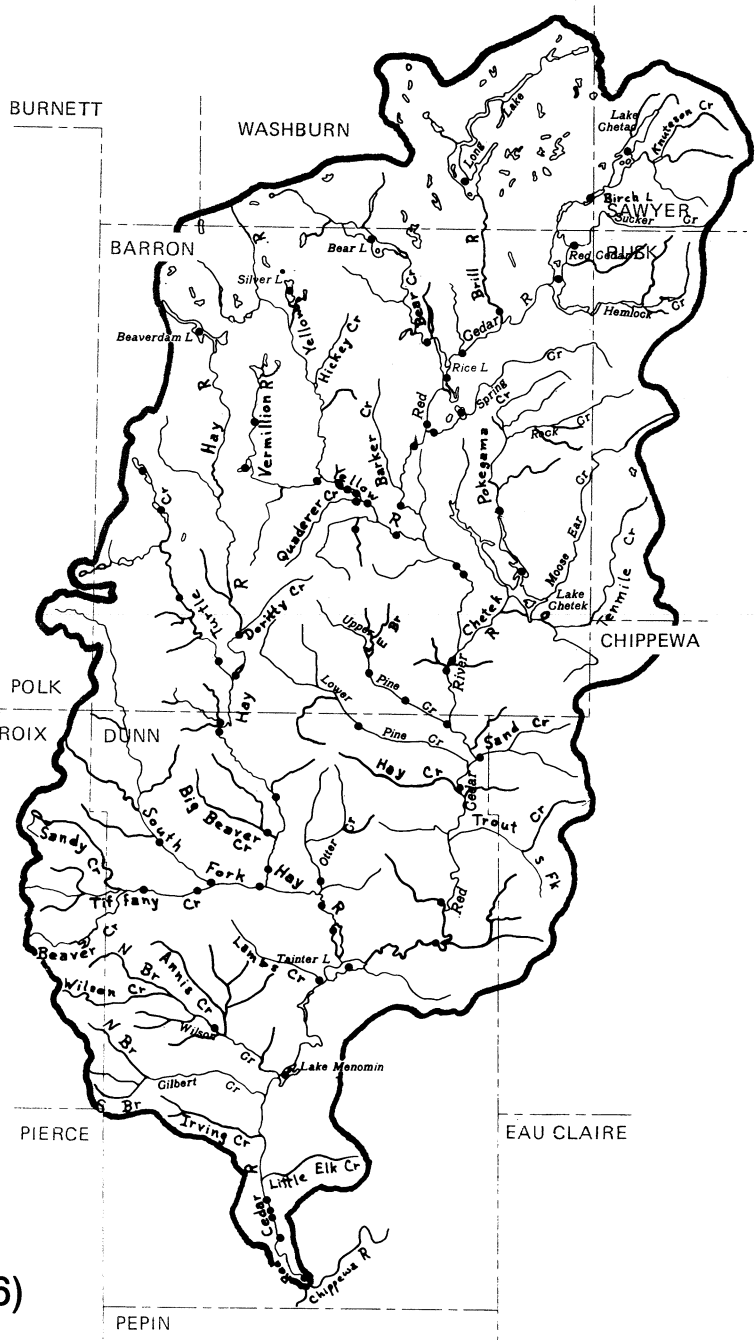 BURNETT
WASHBURN
Long Lake
Lake
Chetac
Knuteson Cr
Birch L
SAWYER
Sucker Cr
BARRON
R
Bear L
Brill R
RUSK
Red Cedar L
Silver L
Yellow
Bear Cr
Hemlock Cr
Beaverdam L
Hickey Cr
Cedar R
Rice L
Hay R
Vermillion R
Barker Cr
Red
Spring Cr
Cr
Rock Cr
Pokegama
Yellow R
Quaderer Cr
Moose Ear Cr
Tenmile Cr
Turtle Cr
R
Doritty Cr
Upper E Br
Chetek R
Lake
Chetek
CHIPPEWA
River
POLK
Hay
Lower Pine Cr
Pine Cr
ROIX
DUNN
Sand Cr
Hay Cr
Cedar
Big Beaver
Cr
South Fork
Otter Cr
Trout Cr
S Fk
Sandy Cr
Hay R
Red
Tiffany Cr
Beaver Cr
N Br
Annis Cr
Lambs Cr
Tainter L
Wilson Cr
Wilson Cr
N Br
Lake Menomin
Gilbert Cr
S Br
Irving Cr
PIERCE
EAU CLAIRE
R
Little Elk Cr
Cedar
Red
Chippewa R
6)
PEPIN